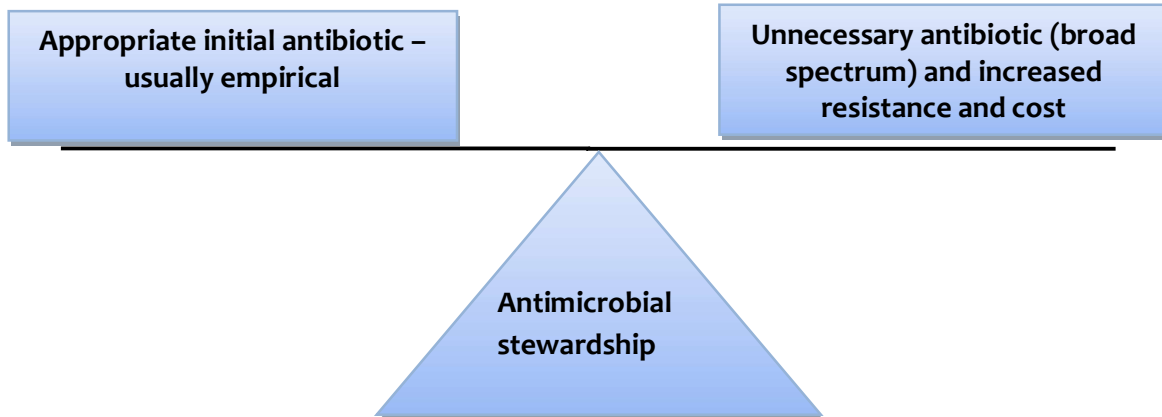 Appropriate initial antibiotic –
usually empirical
Unnecessary antibiotic (broad
spectrum) and increased
resistance and cost
Antimicrobial
stewardship